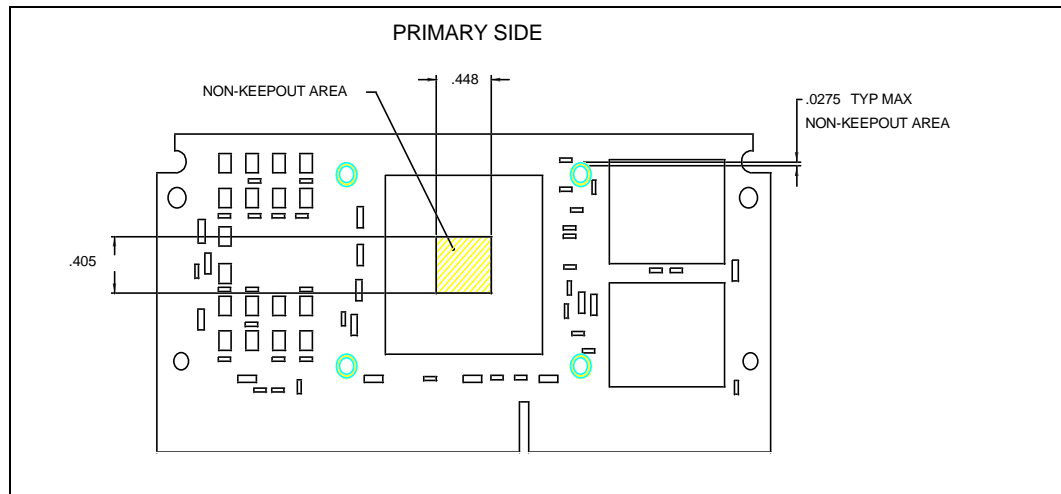 PRIMARY SIDE
.448
NON-KEEPOUT AREA
.0275 TYP MAX
NON-KEEPOUT AREA
.405